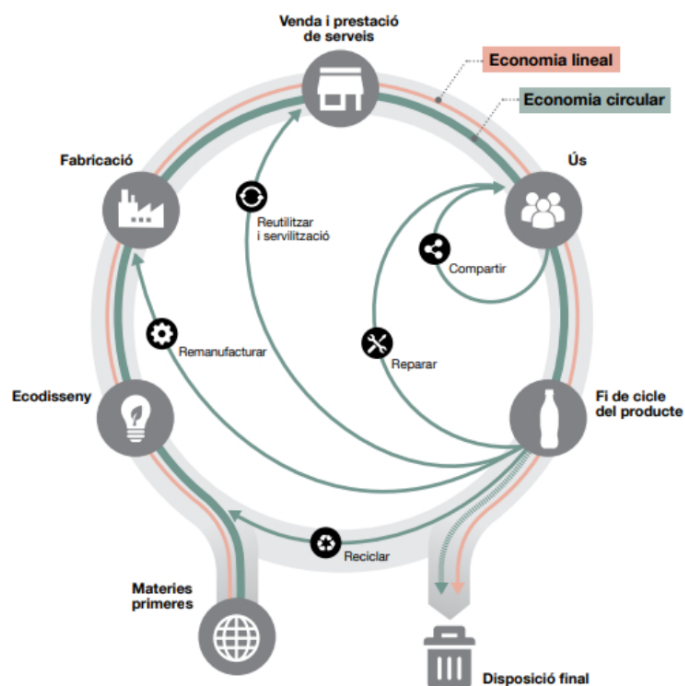 Venda i prestació
de serveis
Economia lineal
Economia circular
Fabricació
Ús
Reutilitzar
i servilització
Compartir
Remanufacturar
Reparar
Ecodisseny
Fi de cicle
del producte
Reciclar
Materies
primeres
Disposició final